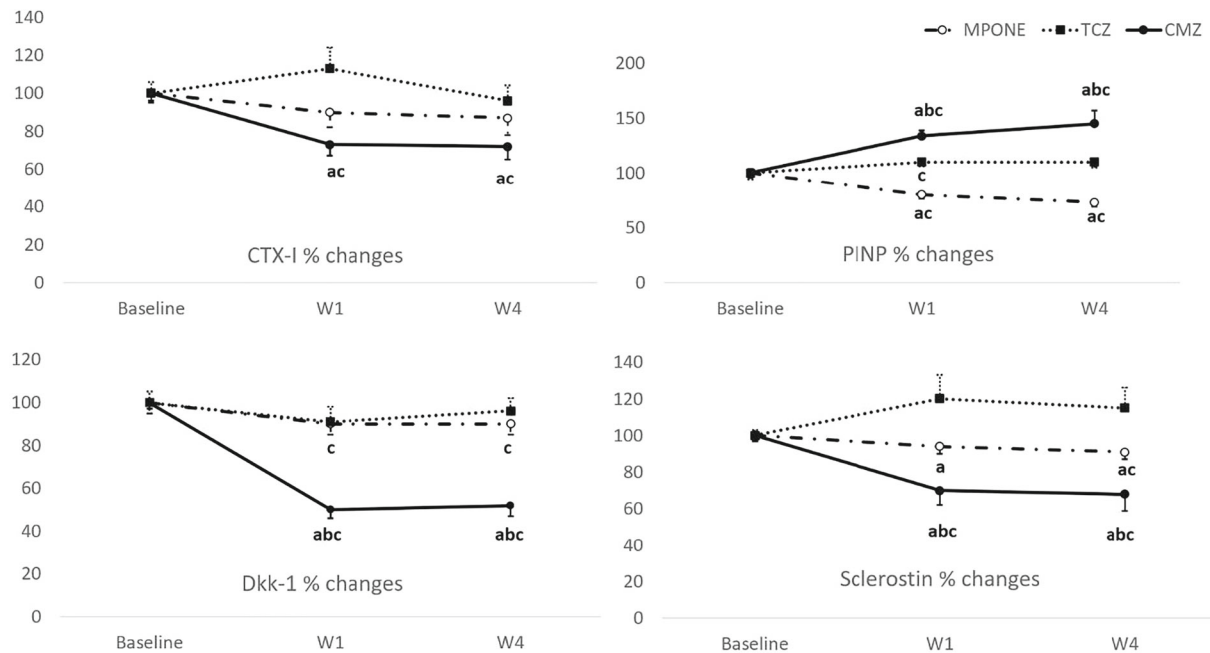 MPONE TCZ CMZ
140
120
100
80
60
40
20
0
ac
ac
CTX-I % changes
Baseline W1 W4
200
150
100
50
0
abc
abc
c
ac
ac
PINP % changes
Baseline W1 W4
120
100
80
60
40
20
0
c
c
abc
abc
Dkk-1 % changes
Baseline W1 W4
140
120
100
80
60
40
20
0
a
ac
abc
abc
Sclerostin % changes
Baseline W1 W4